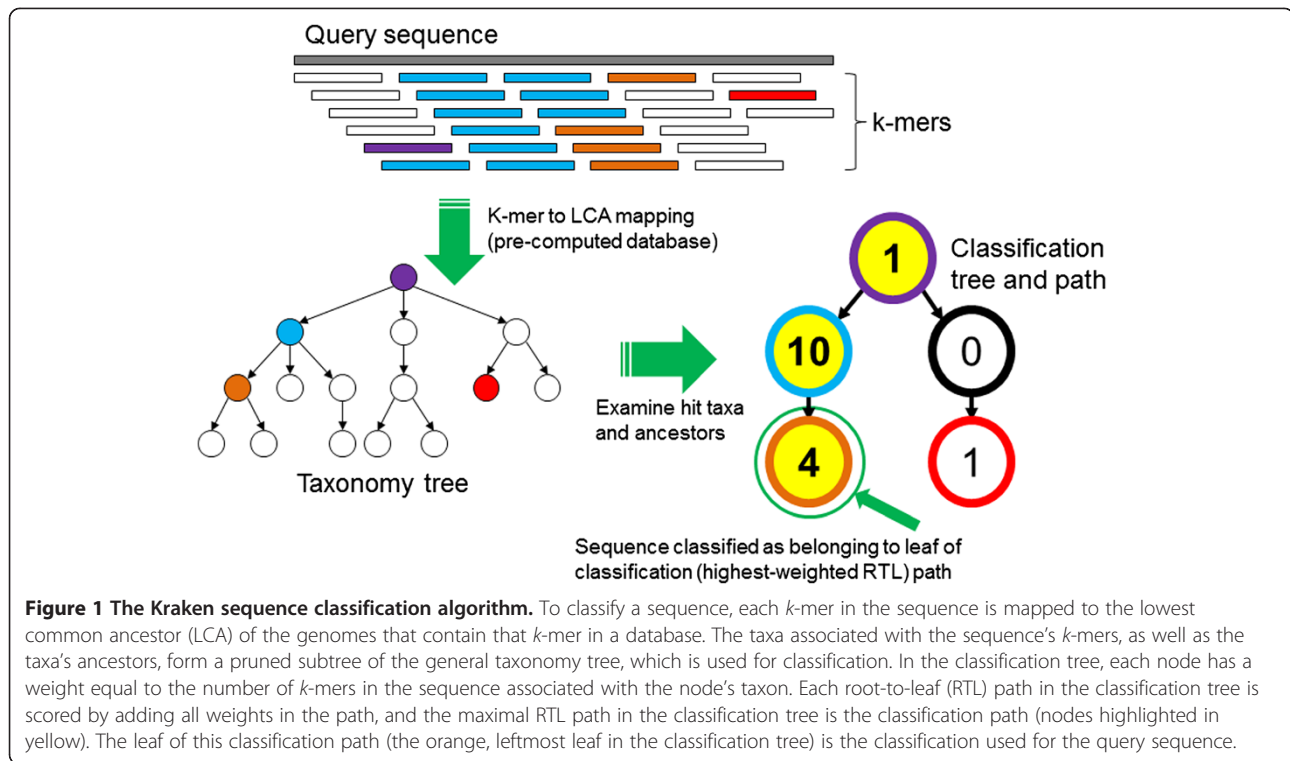 Query sequence
k-mers
K-mer to LCA mapping
(pre-computed database)
Classification
tree and path
1
10
0
Examine hit taxa
and ancestors
4
1
Taxonomy tree
Sequence classified as belonging to leaf of
classification (highest-weighted RTL) path
Figure 1 The Kraken sequence classification algorithm. To classify a sequence, each k-mer in the sequence is mapped to the lowest
common ancestor (LCA) of the genomes that contain that k-mer in a database. The taxa associated with the sequence's k-mers, as well as the
taxa's ancestors, form a pruned subtree of the general taxonomy tree, which is used for classification. In the classification tree, each node has a
weight equal to the number of k-mers in the sequence associated with the node's taxon. Each root-to-leaf (RTL) path in the classification tree is
scored by adding all weights in the path, and the maximal RTL path in the classification tree is the classification path (nodes highlighted in
yellow). The leaf of this classification path (the orange, leftmost leaf in the classification tree) is the classification used for the query sequence.